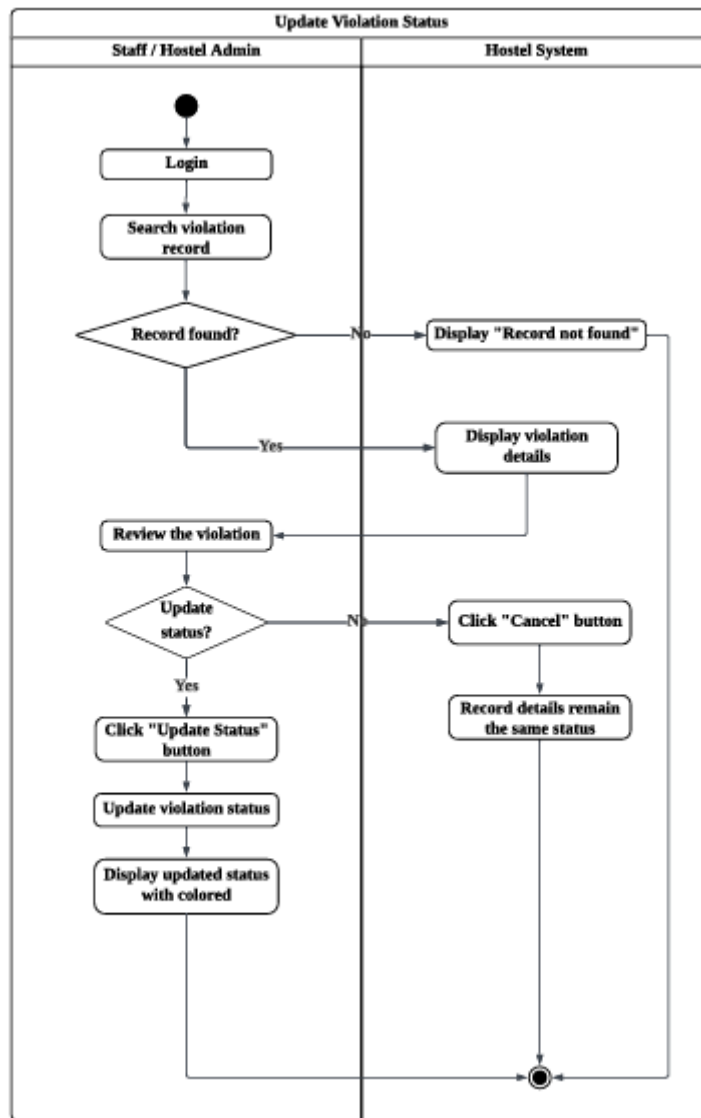 Update Violation Status
Staff / Hostel Admin
Hostel System
Login
Search violation
record
Record found?
No
Display "Record not found"
Yes
Display violation
details
Review the violation
Update
status?
No
Click "Cancel" button
Yes
Record details remain
the same status
Click "Update Status"
button
Update violation status
Display updated status
with colored